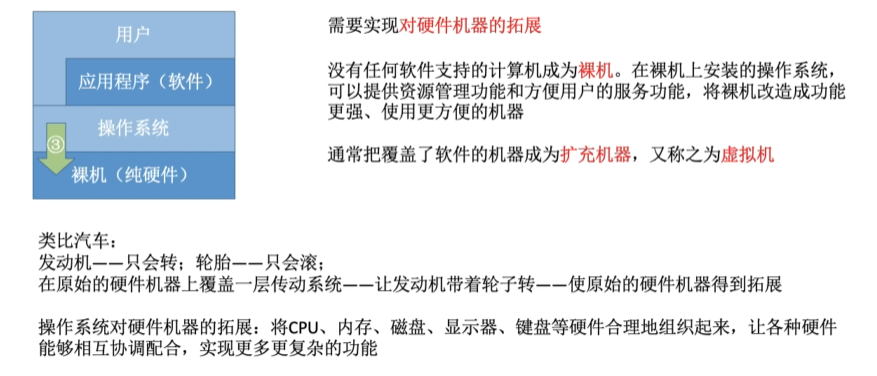 用户
应用程序（软件）
操作系统
③
裸机（纯硬件）
需要实现对硬件机器的拓展
没有任何软件支持的计算机成为裸机。在裸机上安装的操作系统，
可以提供资源管理功能和方便用户的服务功能，将裸机改造成功能
更强、使用更方便的机器
通常把覆盖了软件的机器成为扩充机器，又称之为虚拟机
类比汽车：
发动机——只会转；轮胎——只会滚；
在原始的硬件机器上覆盖一层传动系统——让发动机带着轮子转——使原始的硬件机器得到拓展
操作系统对硬件机器的拓展：将CPU、内存、磁盘、显示器、键盘等硬件合理地组织起来，让各种硬件
能够相互协调配合，实现更多更复杂的功能